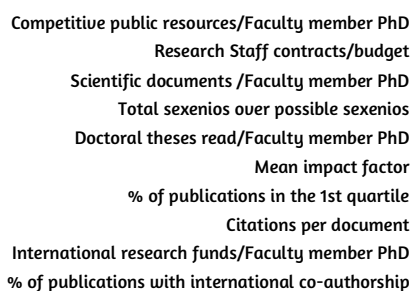 Competitive public resources/Faculty member PhD
Research Staff contracts/budget
Scientific documents /Faculty member PhD
Total sexenios over possible sexenios
Doctoral theses read/Faculty member PhD
Mean impact factor
% of publications in the 1st quartile
Citations per document
International research funds/Faculty member PhD
% of publications with international co-authorship